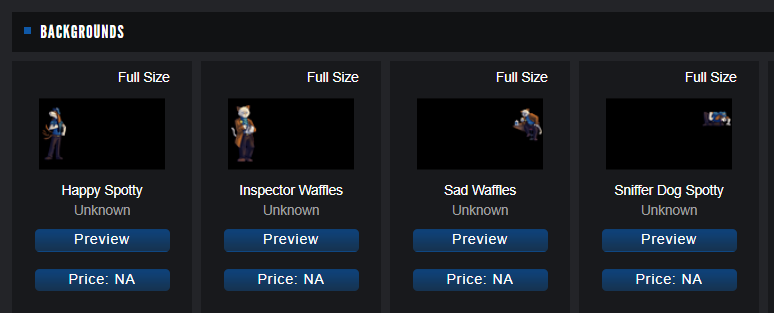 BACKGROUNDS
Full Size
Happy Spotty
Unknown
Preview
Price: NA
Full Size
Inspector Waffles
Unknown
Preview
Price: NA
Full Size
Sad Waffles
Unknown
Preview
Price: NA
Full Size
Sniffer Dog Spotty
Unknown
Preview
Price: NA